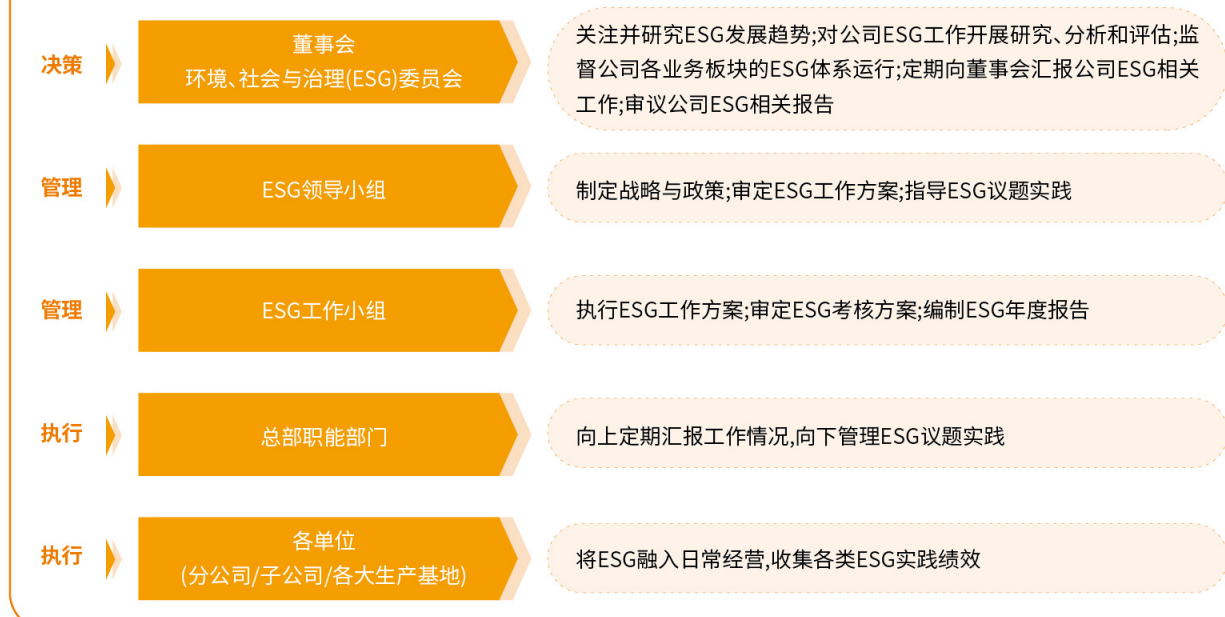 决策
董事会
环境、社会与治理(ESG)委员会
关注并研究ESG发展趋势;对公司ESG工作开展研究、分析和评估;监
督公司各业务板块的ESG体系运行;定期向董事会汇报公司ESG相关
工作;审议公司ESG相关报告
管理
ESG领导小组
制定战略与政策;审定ESG工作方案;指导ESG议题实践
管理
ESG工作小组
执行ESG工作方案;审定ESG考核方案;编制ESG年度报告
执行
总部职能部门
向上定期汇报工作情况,向下管理ESG议题实践
执行
各单位
(分公司/子公司/各大生产基地)
将ESG融入日常经营,收集各类ESG实践绩效